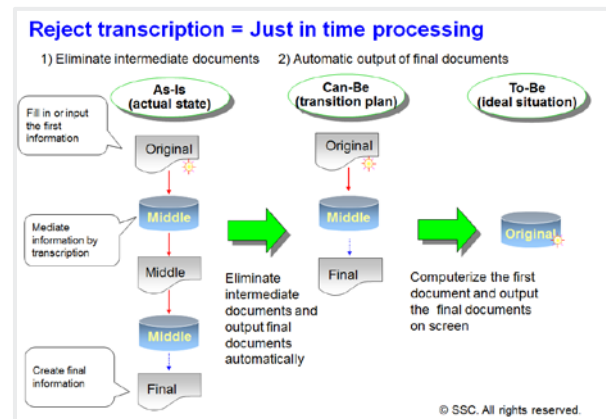 Reject transcription = Just in time processing
1) Eliminate intermediate documents
2) Automatic output of final documents
As-Is
(actual state)
Can-Be
(transition plan)
To-Be
(ideal situation)
Fill in or input
the first
information
Original
Original
Middle
Middle
Original
Mediate
information by
transcription
Middle
Final
Eliminate
intermediate
documents and
output final
documents
automatically
Computerize the first
document and output
the final documents
on screen
Middle
Create final
information
Final
© SSC. All rights reserved.